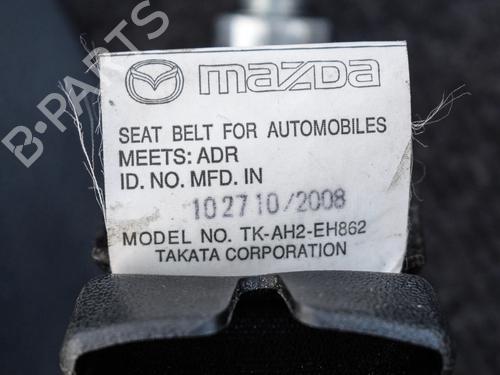 B-PARTS
mazda
SEAT BELT FOR AUTOMOBILES
MEETS: ADR
ID. NO. MFD. IN
102710/2008
MODEL NO. TK-AH2-EH862
TAKATA CORPORATION